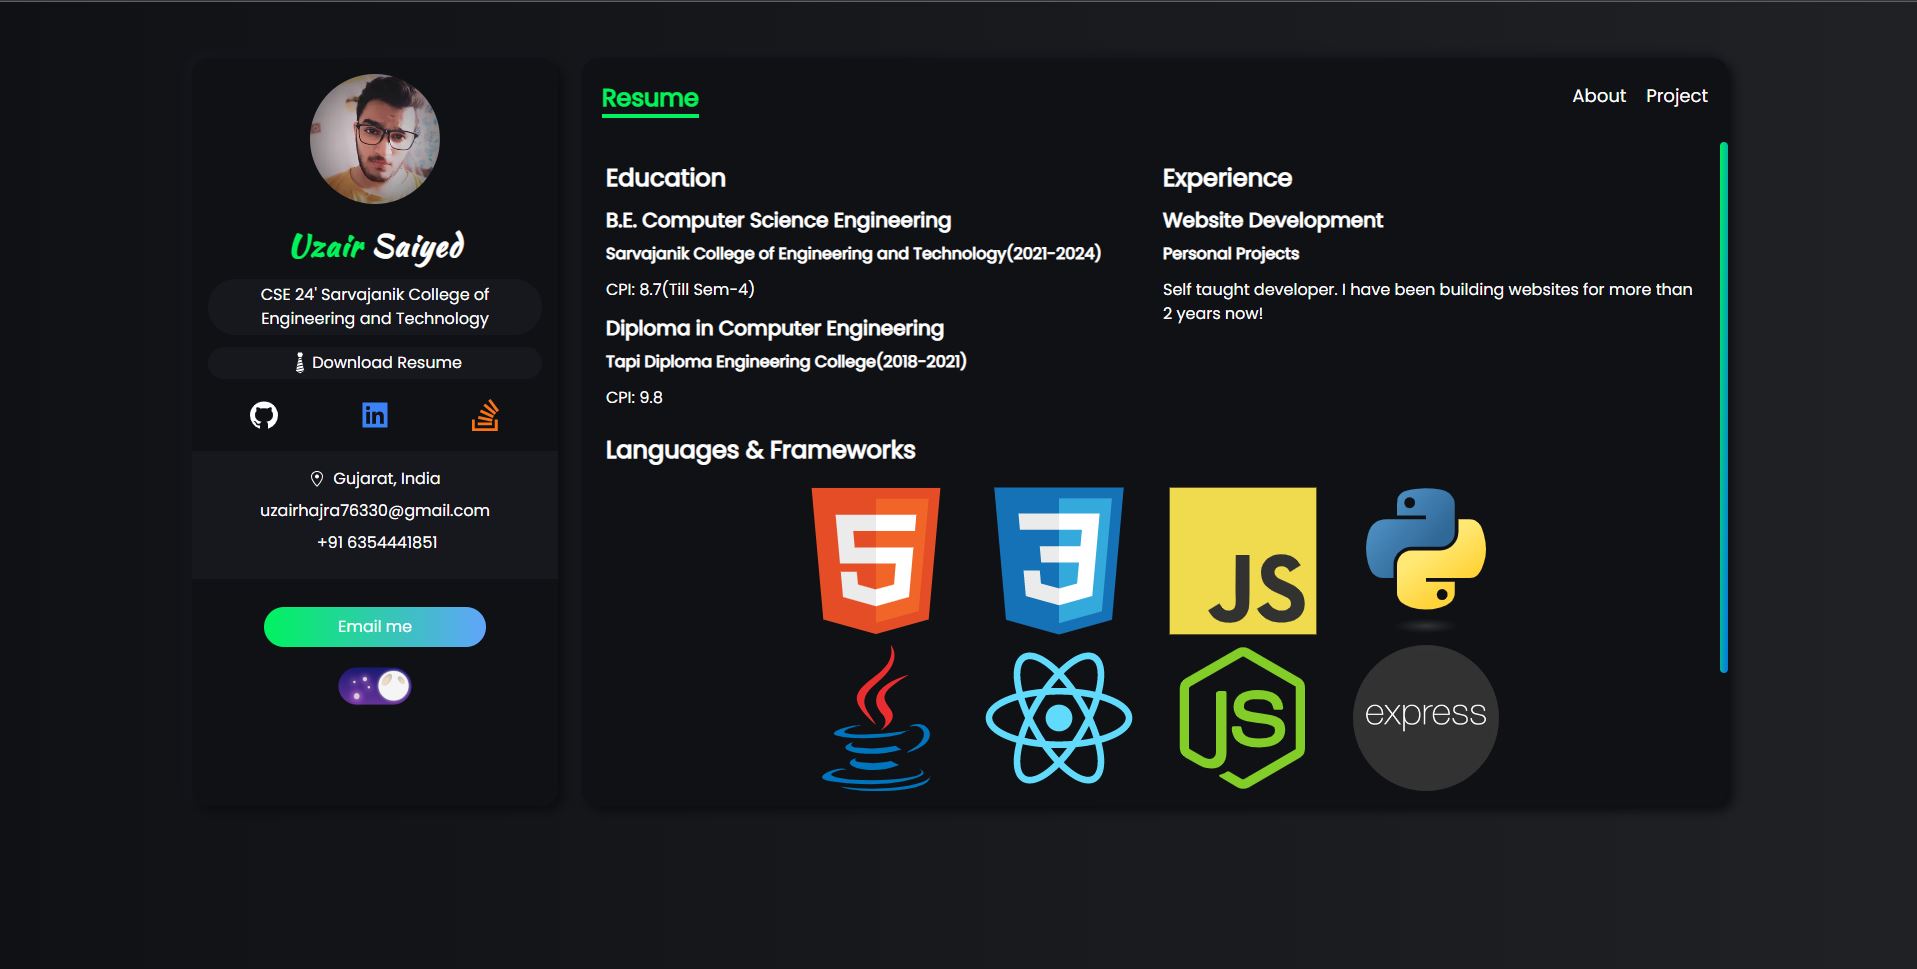 Uzair Saiyed
CSE 24' Sarvajanik College of
Engineering and Technology
Download Resume
in
Gujarat, India
uzairhajra76330@gmail.com
+91 6354441851
Email me
Resume
About Project
Education
B.E. Computer Science Engineering
Sarvajanik College of Engineering and Technology(2021-2024)
CPI: 8.7(Till Sem-4)
Diploma in Computer Engineering
Tapi Diploma Engineering College(2018-2021)
CPI: 9.8
Experience
Website Development
Personal Projects
Self taught developer. I have been building websites for more than
2 years now!
Languages & Frameworks
5 3 JS
JS express